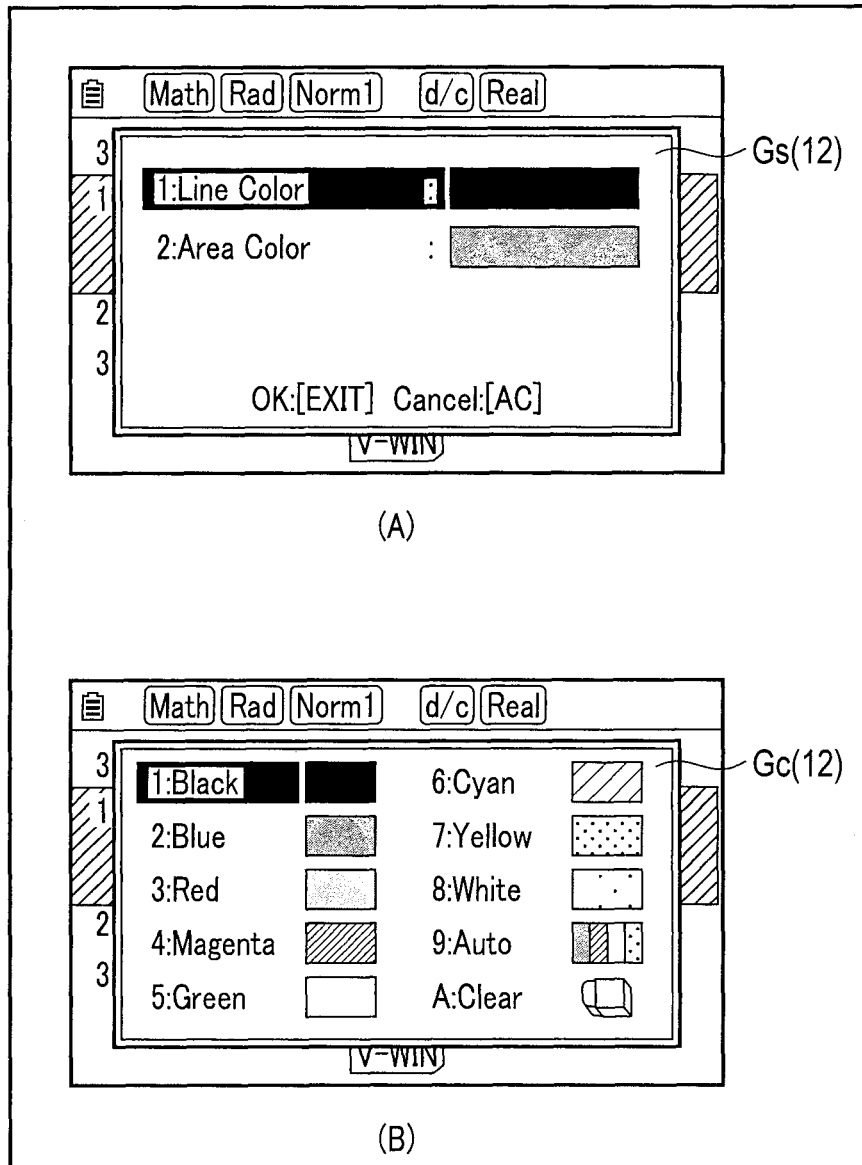 Math Rad Norm1 d/c Real
3
Gs(12)
1
1:Line Color :
2:Area Color :
2
3
OK:[EXIT] Cancel:[AC]
V-WIN
(A)
Math Rad Norm1 d/c Real
3
Gc(12)
1:Black 6:Cyan
1
2:Blue 7:Yellow
3:Red 8:White
2
4:Magenta 9:Auto
3
5:Green A:Clear
V-WIN
(B)